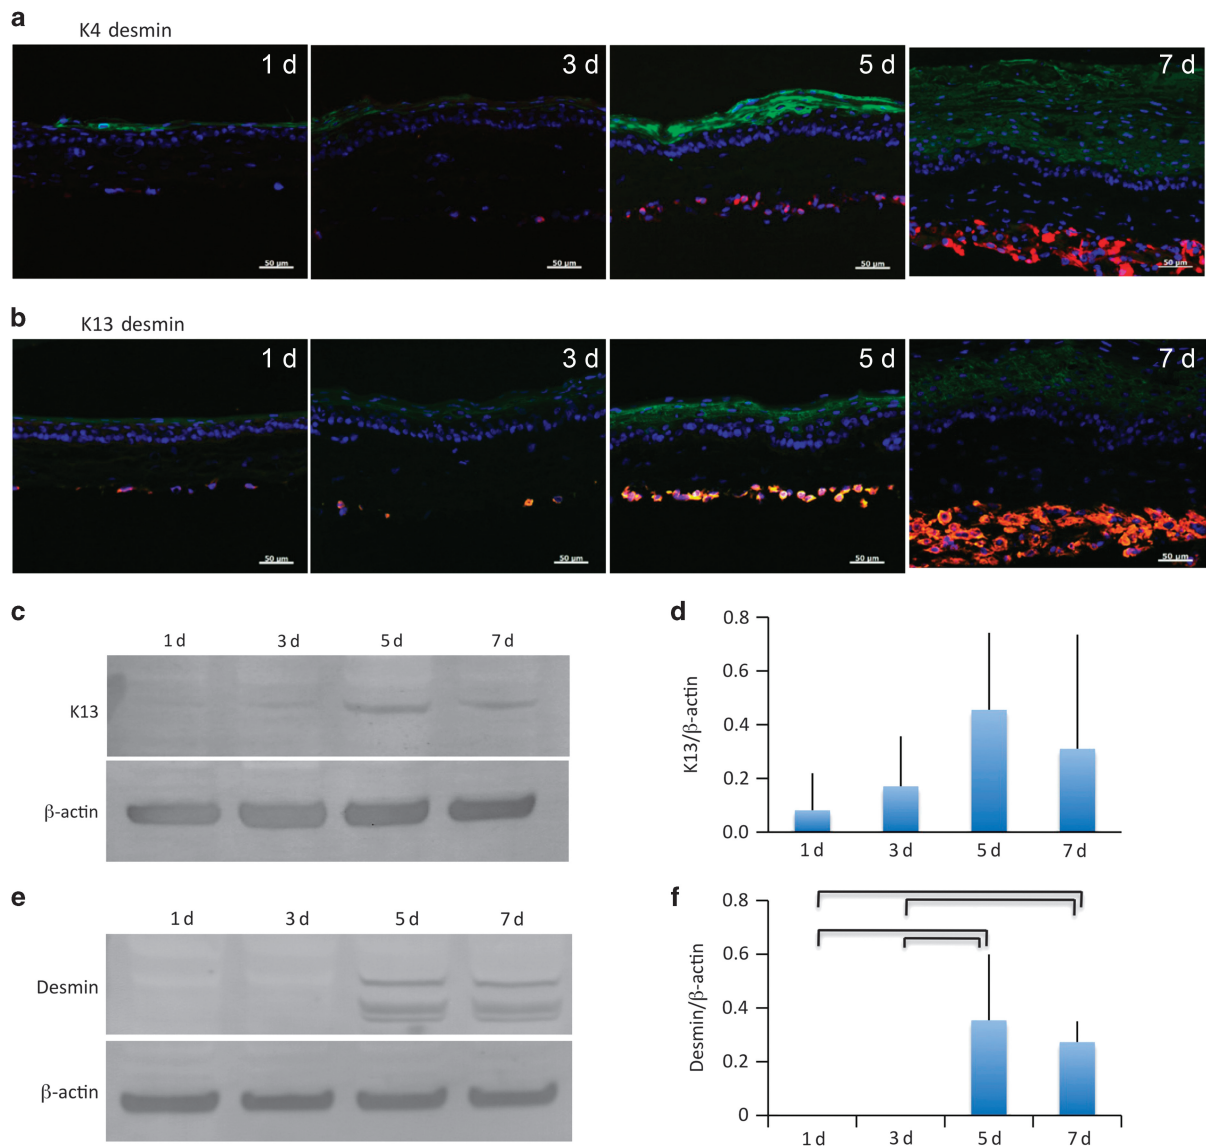 a
K4 desmin
1 d
3 d
5 d
7 d
50 µm
50 µm
50 µm
50 µm
b
K13 desmin
1 d
3 d
5 d
7 d
50 µm
50 µm
50 µm
50 µm
c
1 d
3 d
5 d
7 d
K13
β-actin
d
K13/β-actin
0.8
0.6
0.4
0.2
0.0
1 d
3 d
5 d
7 d
e
1 d
3 d
5 d
7 d
Desmin
β-actin
f
Desmin/β-actin
0.8
0.6
0.4
0.2
0
1 d
3 d
5 d
7 d